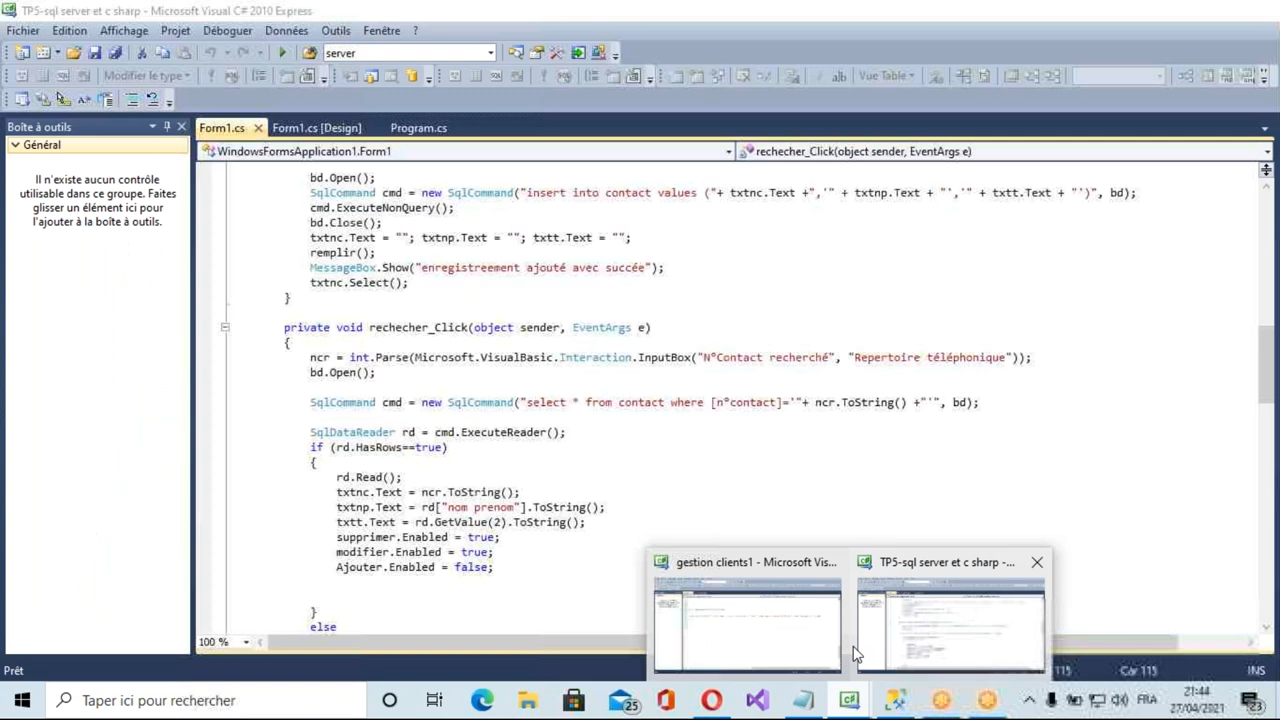 TP5-sql server et c sharp - Microsoft Visual C# 2010 Express
Fichier Edition Affichage Projet Déboguer Données Outils Fenêtre ?
server
Modifier le type Vue Table
Boîte à outils
Général
Il n'existe aucun contrôle
utilisable dans ce groupe. Faites
glisser un élément ici pour
l'ajouter à la boîte à outils.
Form1.cs Form1.cs [Design] Program.cs
WindowsFormsApplication1.Form1 rechecher_Click(object sender, EventArgs e)
bd.Open();
SqlCommand cmd = new SqlCommand("insert into contact values ("+ txtnc.Text +",'" + txtnp.Text + "','" + txtt.Text + "')", bd);
cmd.ExecuteNonQuery();
bd.Close();
txtnc.Text = ""; txtnp.Text = ""; txtt.Text = "";
remplir();
MessageBox.Show("enregistreement ajouté avec succée");
txtnc.Select();
}
private void rechecher_Click(object sender, EventArgs e)
{
ncr = int.Parse(Microsoft.VisualBasic.Interaction.InputBox("N°Contact recherché", "Repertoire téléphonique"));
bd.Open();
SqlCommand cmd = new SqlCommand("select * from contact where [n°contact]='"+ ncr.ToString() +"'", bd);
SqlDataReader rd = cmd.ExecuteReader();
if (rd.HasRows==true)
{
rd.Read();
txtnc.Text = ncr.ToString();
txtnp.Text = rd["nom prenom"].ToString();
txtt.Text = rd.GetValue(2).ToString();
supprimer.Enabled = true;
modifier.Enabled = true;
Ajouter.Enabled = false;
}
else
100 %
gestion clients1 - Microsoft Vis... TP5-sql server et c sharp -...
Prêt 115 Car 115 INS
Taper ici pour rechercher
25
FRA
21:44
27/04/2021
23